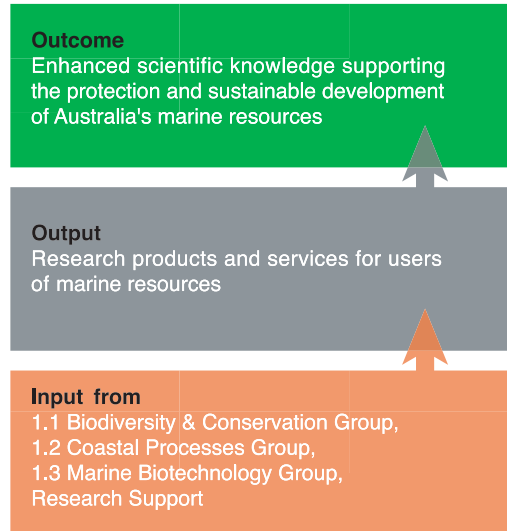 Outcome
Enhanced scientific knowledge supporting
the protection and sustainable development
of Australia's marine resources
Output
Research products and services for users
of marine resources
Input from
1.1 Biodiversity & Conservation Group,
1.2 Coastal Processes Group,
1.3 Marine Biotechnology Group,
Research Support